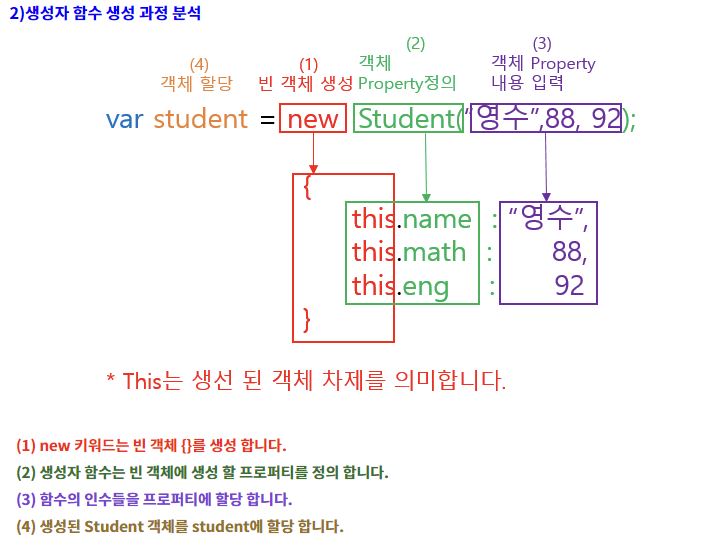 2)생성자 함수 생성 과정 분석
(4)
객체 할당
(1)
빈 객체 생성
(2)
객체
Property정의
(3)
객체 Property
내용 입력
var student = new Student(“영수”,88, 92);
{
this.name : “영수”,
this.math : 88,
this.eng : 92
}
* This는 생선 된 객체 차제를 의미합니다.
(1) new 키워드는 빈 객체 {}를 생성 합니다.
(2) 생성자 함수는 빈 객체에 생성 할 프로퍼티를 정의 합니다.
(3) 함수의 인수들을 프로퍼티에 할당 합니다.
(4) 생성된 Student 객체를 student에 할당 합니다.